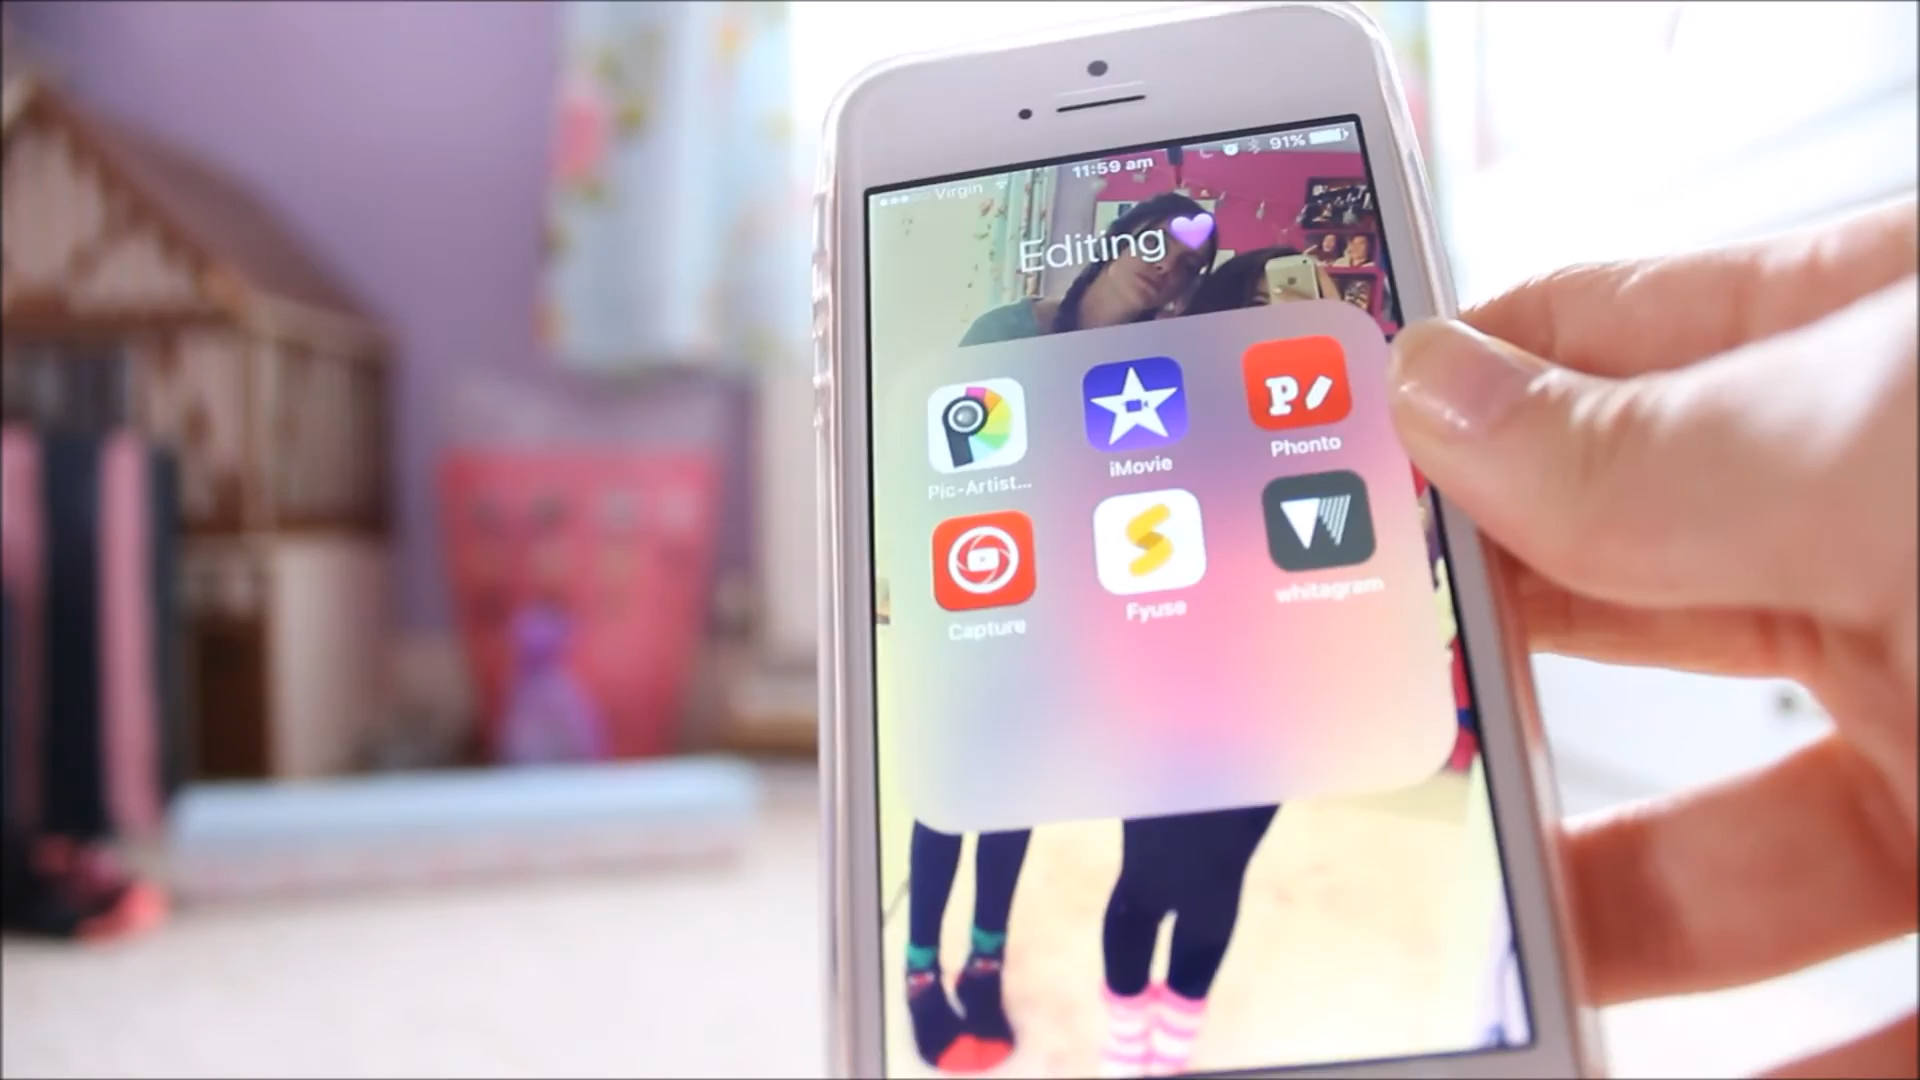 Virgin 11:59 am 91%
Editing💜
Pic-Artist... iMovie Phonto
Capture Fyuse whitagram